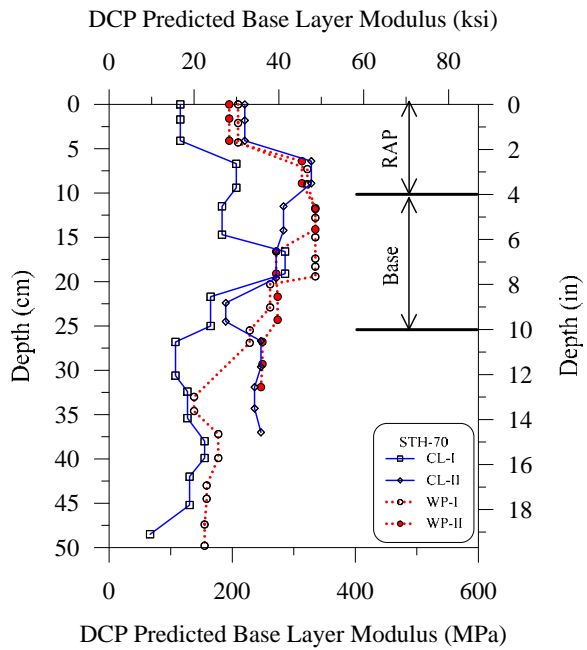 DCP Predicted Base Layer Modulus (ksi)
0 20 40 60 80
0
5
10
15
20
25
30
35
40
45
50
Depth (cm)
0
2
4
6
8
10
12
14
16
18
Depth (in)
RAP
Base
STH-70
CL-I
CL-II
WP-I
WP-II
0 200 400 600
DCP Predicted Base Layer Modulus (MPa)